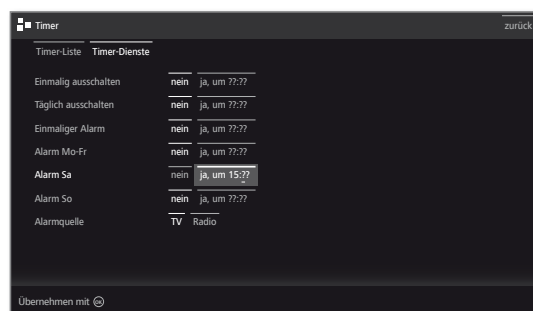 Timer zurück
Timer-Liste Timer-Dienste
Einmalig ausschalten nein ja, um ??:??
Täglich ausschalten nein ja, um ??:??
Einmaliger Alarm nein ja, um ??:??
Alarm Mo-Fr nein ja, um ??:??
Alarm Sa nein ja, um 15:??
Alarm So nein ja, um ??:??
Alarmquelle TV Radio
Übernehmen mit OK